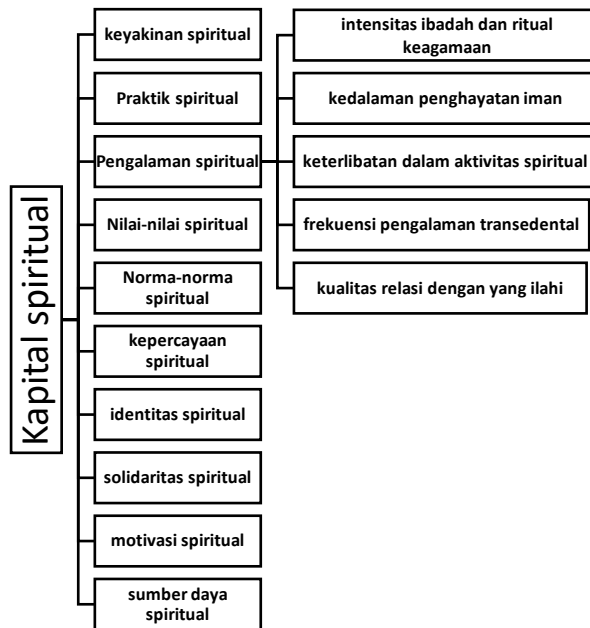 Kapital spiritual
keyakinan spiritual
Praktik spiritual
Pengalaman spiritual
Nilai-nilai spiritual
Norma-norma
spiritual
kepercayaan
spiritual
identitas spiritual
solidaritas spiritual
motivasi spiritual
sumber daya
spiritual
intensitas ibadah dan ritual
keagamaan
kedalaman penghayatan iman
keterlibatan dalam aktivitas spiritual
frekuensi pengalaman transedental
kualitas relasi dengan yang ilahi